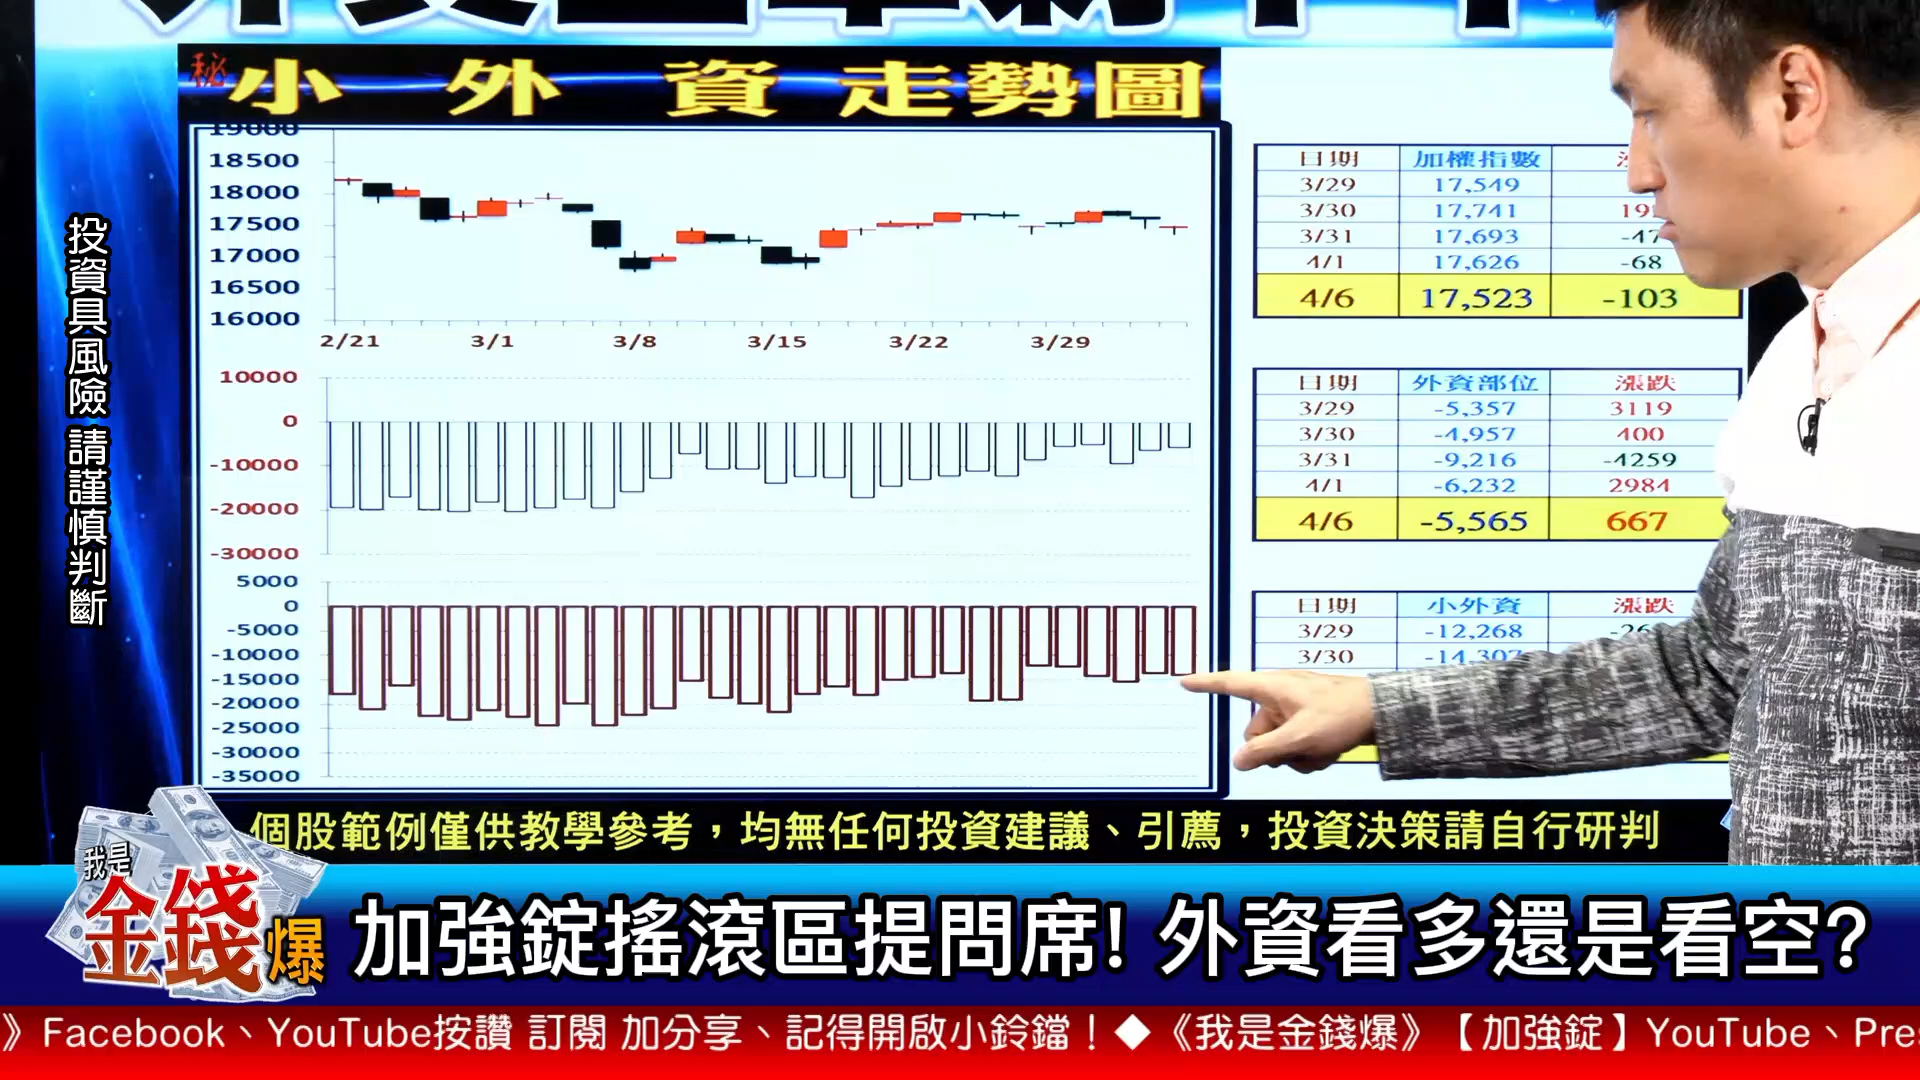 秘 小 外 資 走勢圖
投資具風險 請謹慎判斷
19000
18500
18000
17500
17000
16500
16000
2/21 3/1 3/8 3/15 3/22 3/29
10000
0
-10000
-20000
-30000
5000
0
-5000
-10000
-15000
-20000
-25000
-30000
-35000
日期 加權指數
3/29 17,549
3/30 17,741
3/31 17,693 -47
4/1 17,626 -68
4/6 17,523 -103
日期 外資部位 漲跌
3/29 -5,357 3119
3/30 -4,957 400
3/31 -9,216 -4259
4/1 -6,232 2984
4/6 -5,565 667
日期 小外資 漲跌
3/29 -12,268
3/30 -14,307
個股範例僅供教學參考，均無任何投資建議、引薦，投資決策請自行研判
我是金錢爆
加強錠搖滾區提問席! 外資看多還是看空?
》Facebook、YouTube按讚 訂閱 加分享、記得開啟小鈴鐺！◆《我是金錢爆》【加強錠】YouTube、Pres